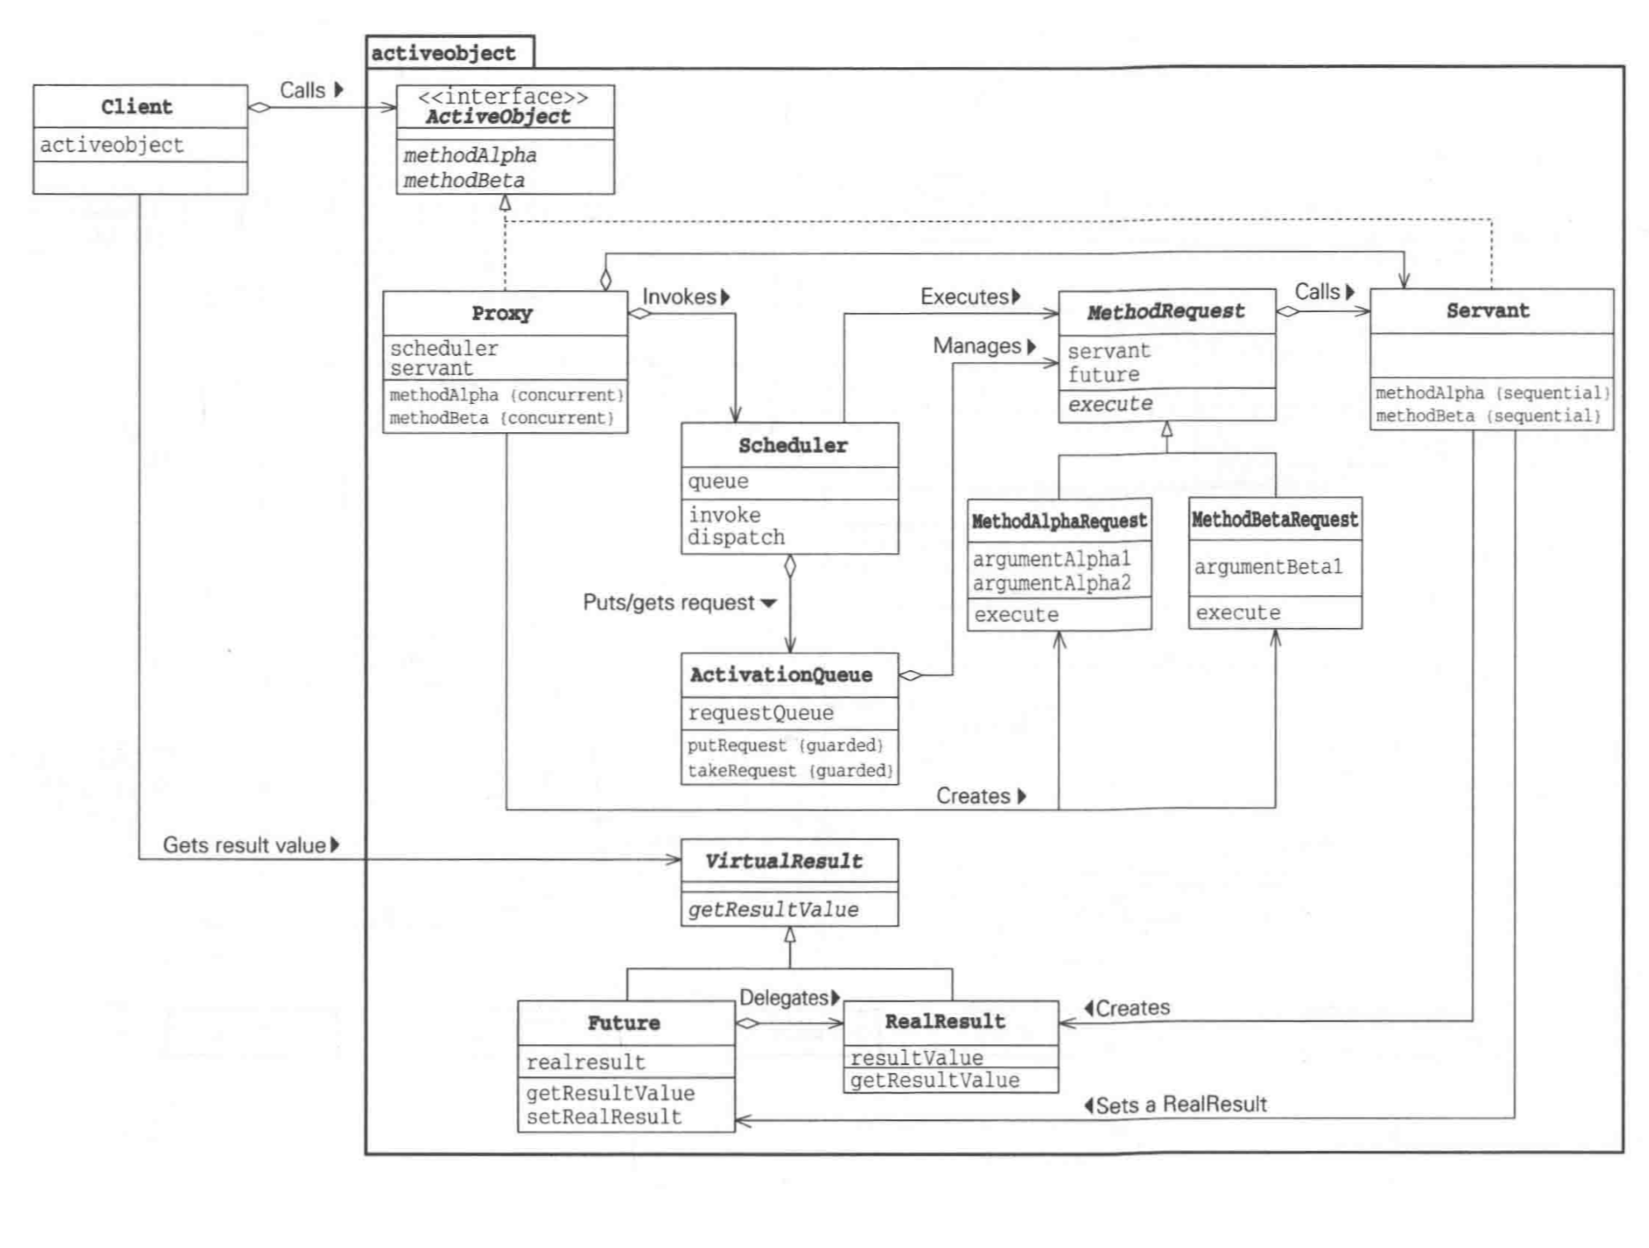 activeobject
Client
activeobject
Calls
<<interface>>
ActiveObject
methodAlpha
methodBeta
Proxy
scheduler
servant
methodAlpha {concurrent}
methodBeta {concurrent}
Invokes
Executes
Manages
MethodRequest
servant
future
execute
Calls
Servant
methodAlpha {sequential}
methodBeta {sequential}
Scheduler
queue
invoke
dispatch
MethodAlphaRequest
argumentAlpha1
argumentAlpha2
execute
MethodBetaRequest
argumentBeta1
execute
Puts/gets request
ActivationQueue
requestQueue
putRequest {guarded}
takeRequest {guarded}
Creates
Gets result value
VirtualResult
getResultValue
Future
realresult
getResultValue
setRealResult
Delegates
RealResult
resultValue
getResultValue
Creates
Sets a RealResult